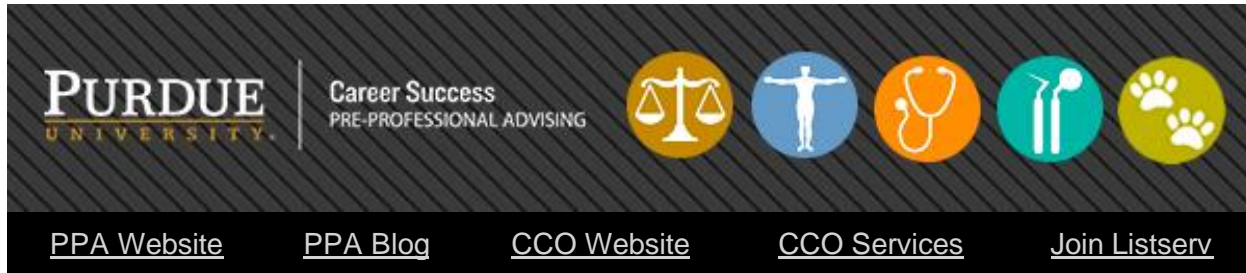 PURDUE
UNIVERSITY.
Career Success
PRE-PROFESSIONAL ADVISING
PPA Website PPA Blog CCO Website CCO Services Join Listserv